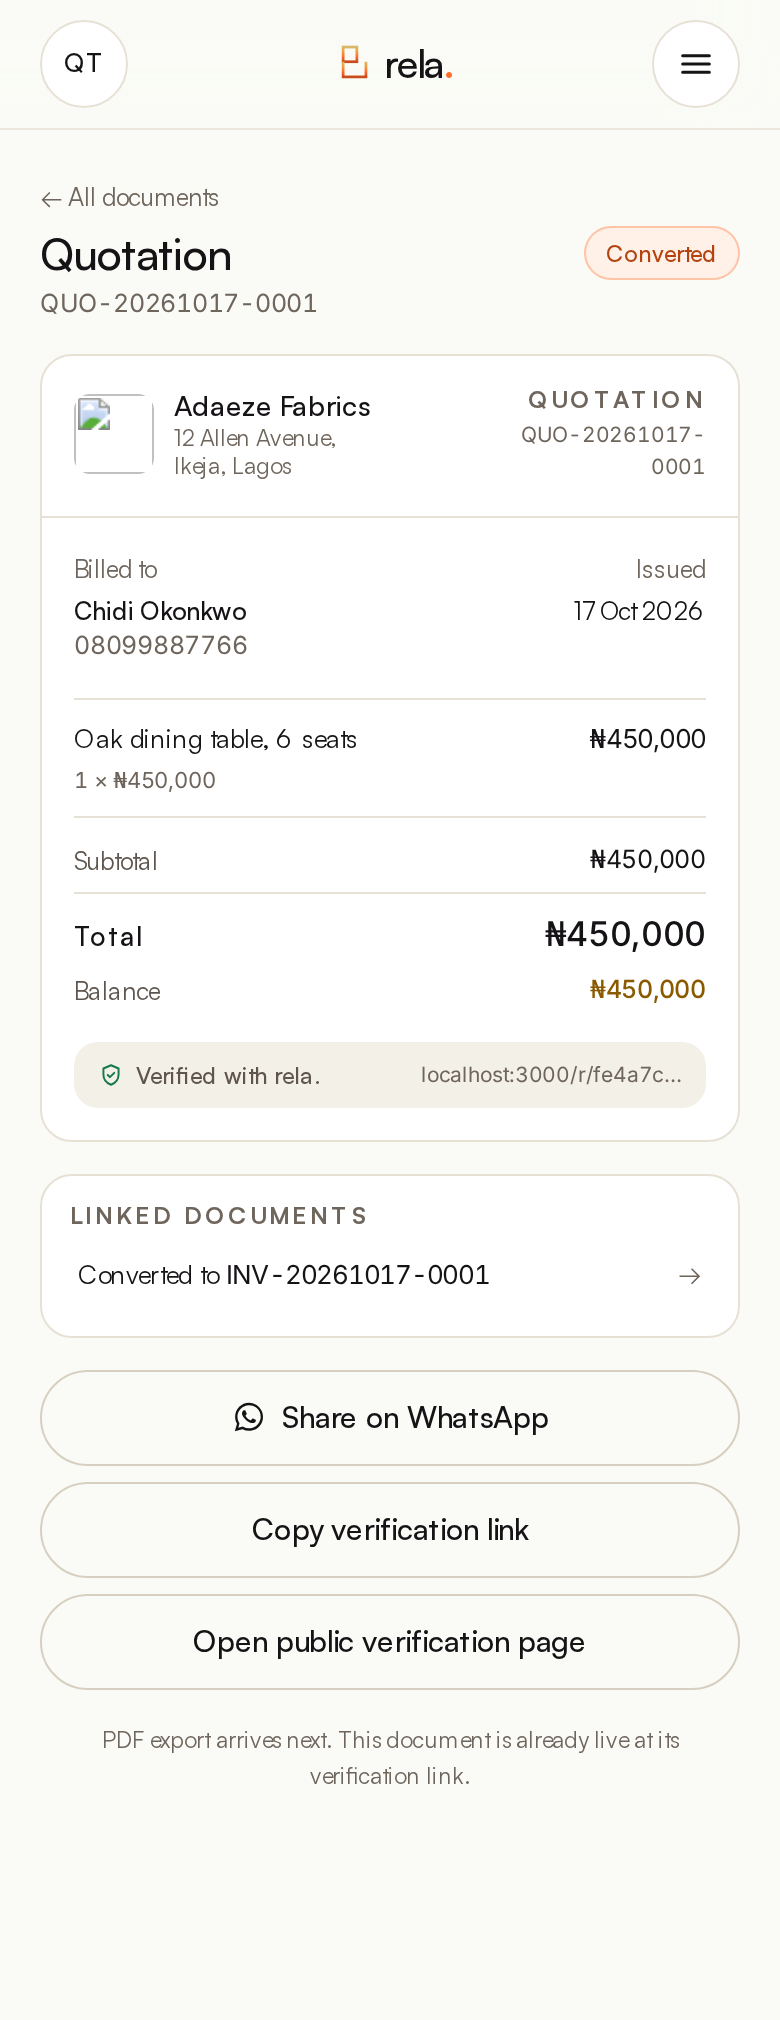 QT
rela.
← All documents
Quotation
Converted
QUO-20261017-0001
Adaeze Fabrics
12 Allen Avenue,
Ikeja, Lagos
QUOTATION
QUO-20261017-
0001
Billed to
Issued
Chidi Okonkwo
17 Oct 2026
08099887766
Oak dining table, 6 seats
₦450,000
1 × ₦450,000
Subtotal
₦450,000
Total
₦450,000
Balance
₦450,000
Verified with rela.
localhost:3000/r/fe4a7c...
LINKED DOCUMENTS
Converted to INV-20261017-0001 →
Share on WhatsApp
Copy verification link
Open public verification page
PDF export arrives next. This document is already live at its
verification link.